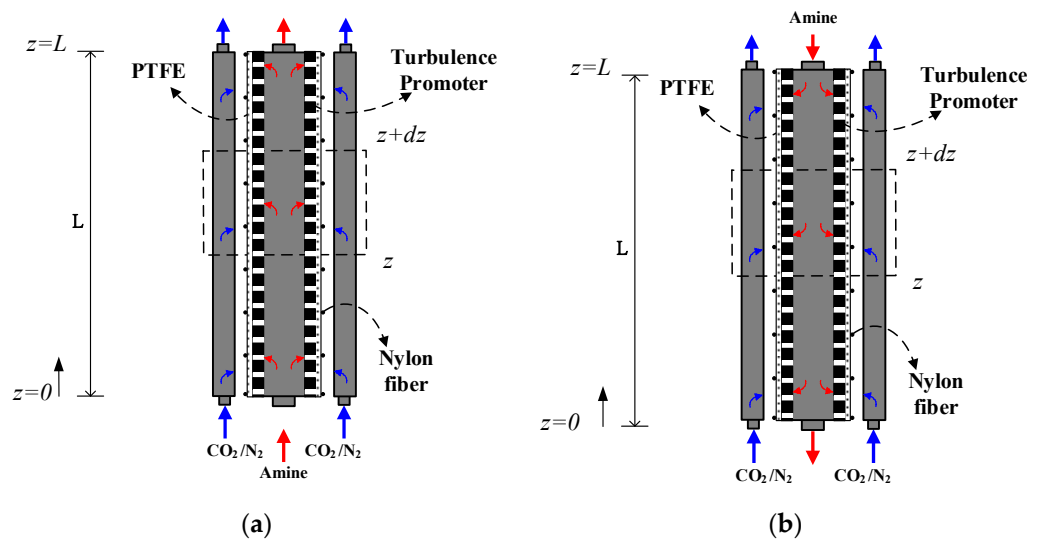 z=L
PTFE
Turbulence
Promoter
z+dz
L
z
Nylon
fiber
z=0
CO2/N2
CO2/N2
Amine
(a)
Amine
z=L
PTFE
Turbulence
Promoter
z+dz
L
z
Nylon
fiber
z=0
CO2/N2
CO2/N2
(b)